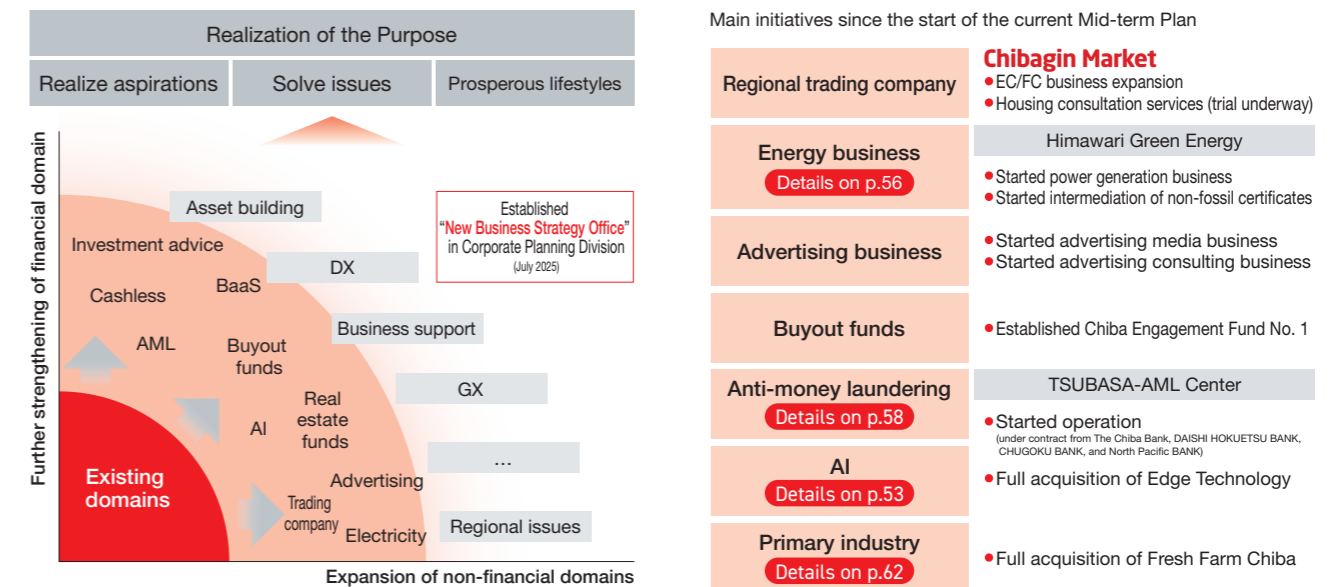 Realization of the Purpose
Realize aspirations
Solve issues
Prosperous lifestyles
Further strengthening of financial domain
Asset building
Investment advice
DX
BaaS
Cashless
Business support
AML
Buyout
funds
GX
Real
estate
funds
AI
...
Advertising
Existing
domains
Trading
company
Regional issues
Electricity
Expansion of non-financial domains
Established
“New Business Strategy Office”
in Corporate Planning Division
(July 2025)
Main initiatives since the start of the current Mid-term Plan
Regional trading company
Chibagin Market
●EC/FC business expansion
●Housing consultation services (trial underway)
Energy business
Details on p.56
Himawari Green Energy
●Started power generation business
●Started intermediation of non-fossil certificates
Advertising business
●Started advertising media business
●Started advertising consulting business
Buyout funds
●Established Chiba Engagement Fund No. 1
Anti-money laundering
Details on p.58
TSUBASA-AML Center
●Started operation
(under contract from The Chiba Bank, DAISHI HOKUETSU BANK,
CHUGOKU BANK, and North Pacific BANK)
AI
Details on p.53
●Full acquisition of Edge Technology
Primary industry
Details on p.62
●Full acquisition of Fresh Farm Chiba